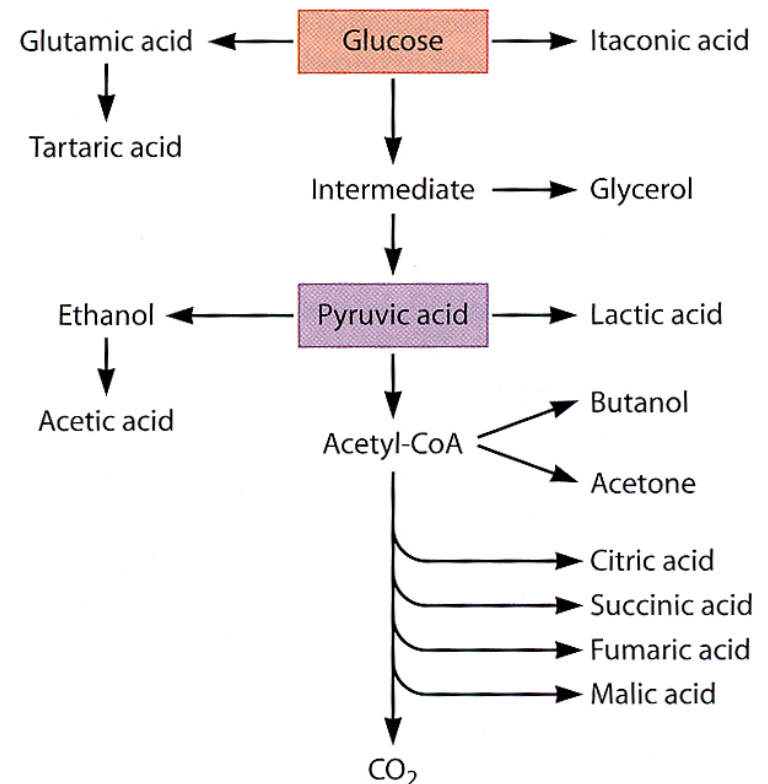 Glutamic acid
Glucose
Itaconic acid
Tartaric acid
Intermediate
Glycerol
Ethanol
Pyruvic acid
Lactic acid
Acetic acid
Butanol
Acetyl-CoA
Acetone
Citric acid
Succinic acid
Fumaric acid
Malic acid
CO₂